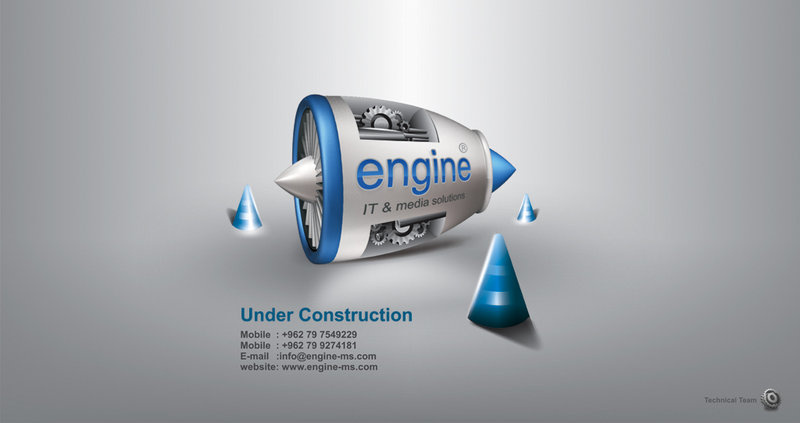 engine ®
IT & media solutions
Under Construction
Mobile : +962 79 7549229
Mobile : +962 79 9274181
E-mail :info@engine-ms.com
website: www.engine-ms.com
Technical Team